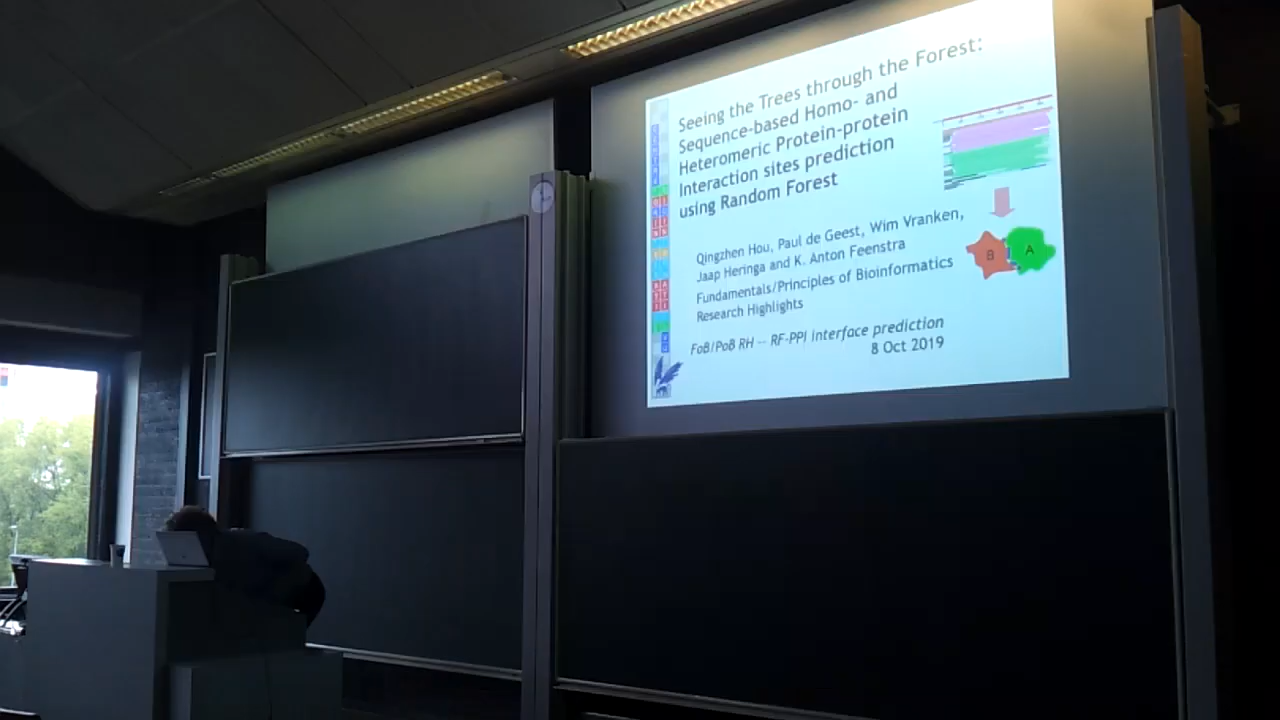 Seeing the Trees through the Forest:
Sequence-based Homo- and
Heteromeric Protein-protein
Interaction sites prediction
using Random Forest
Qingzhen Hou, Paul de Geest, Wim Vranken,
Jaap Heringa and K. Anton Feenstra
Fundamentals/Principles of Bioinformatics
Research Highlights
FoB/PoB RH -- RF-PPI interface prediction
8 Oct 2019
B
A